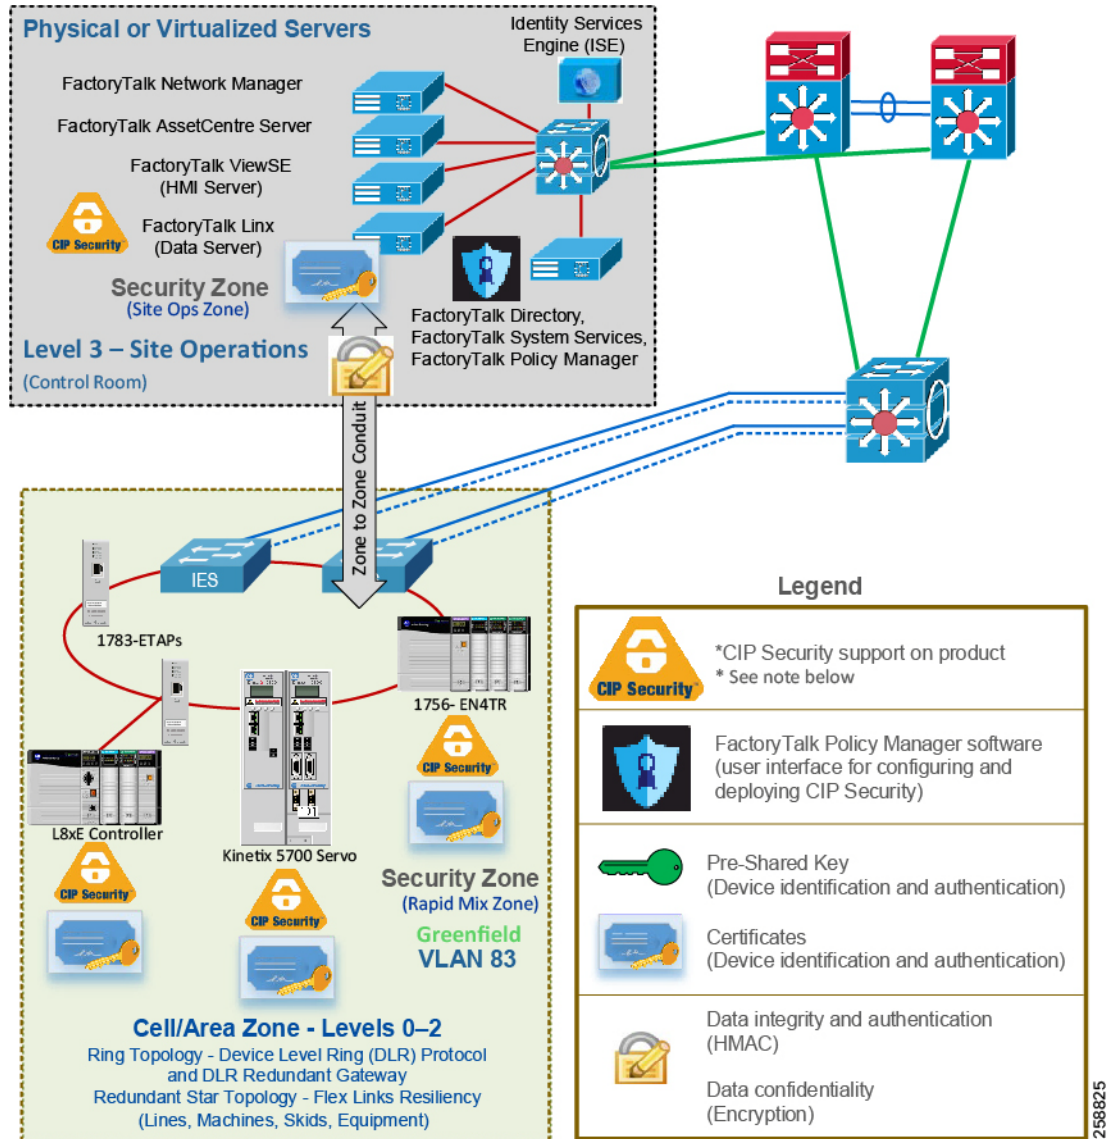 Physical or Virtualized Servers
Identity Services
Engine (ISE)
FactoryTalk Network Manager
FactoryTalk AssetCentre Server
FactoryTalk ViewSE
(HMI Server)
CIP Security™
FactoryTalk Linx
(Data Server)
Security Zone
(Site Ops Zone)
FactoryTalk Directory,
FactoryTalk System Services,
FactoryTalk Policy Manager
Level 3 – Site Operations
(Control Room)
Zone to Zone Conduit
IES
1783-ETAPs
1756- EN4TR
CIP Security™
L8xE Controller
CIP Security™
Kinetix 5700 Servo
CIP Security™
Security Zone
(Rapid Mix Zone)
Greenfield
VLAN 83
Cell/Area Zone - Levels 0–2
Ring Topology - Device Level Ring (DLR) Protocol
and DLR Redundant Gateway
Redundant Star Topology - Flex Links Resiliency
(Lines, Machines, Skids, Equipment)
Legend
CIP Security™
*CIP Security support on product
* See note below
FactoryTalk Policy Manager software
(user interface for configuring and
deploying CIP Security)
Pre-Shared Key
(Device identification and authentication)
Certificates
(Device identification and authentication)
Data integrity and authentication
(HMAC)
Data confidentiality
(Encryption)
258825